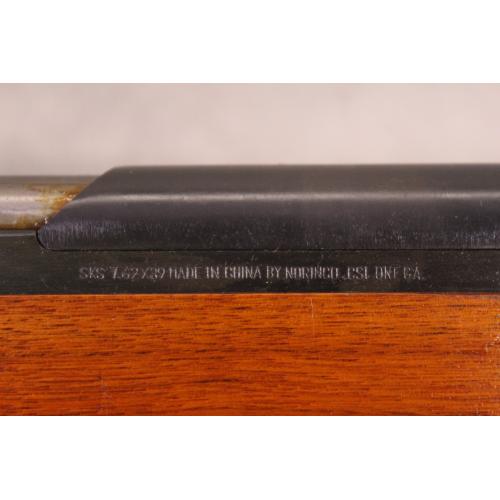 SKS 7.62X39 MADE IN CHINA BY NORINCO. CSI ONT CA.